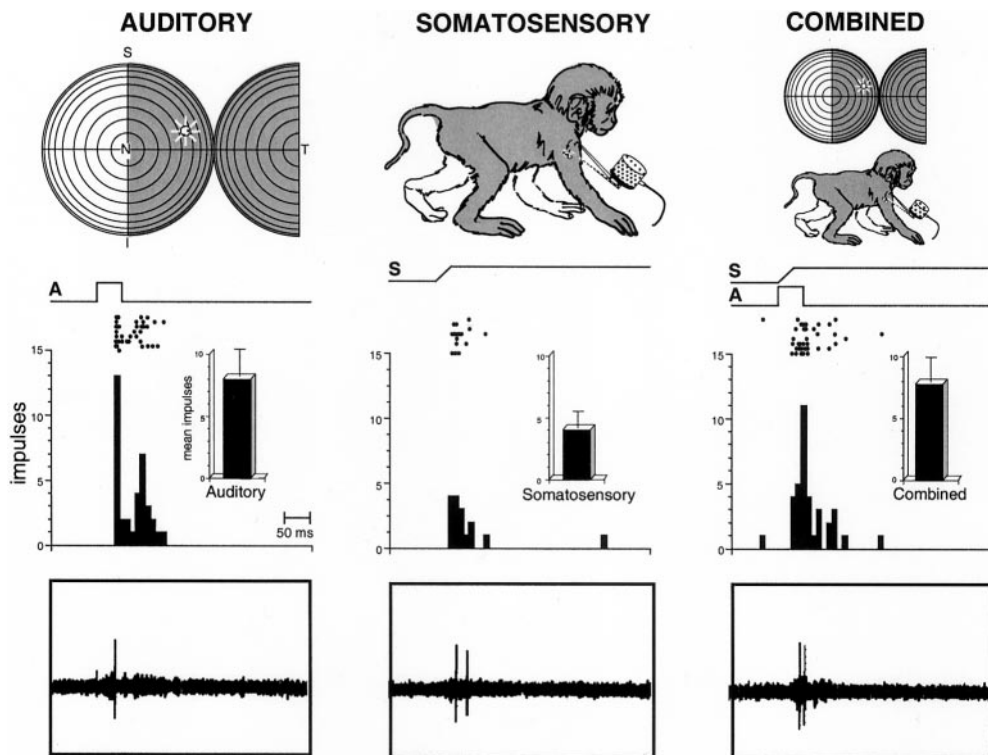 AUDITORY
SOMATOSENSORY
COMBINED
S
N
T
I
A
S
S
A
15
10
5
0
impulses
10
5
0
mean impulses
Auditory
50 ms
15
10
5
0
10
5
0
Somatosensory
15
10
5
0
10
5
0
Combined